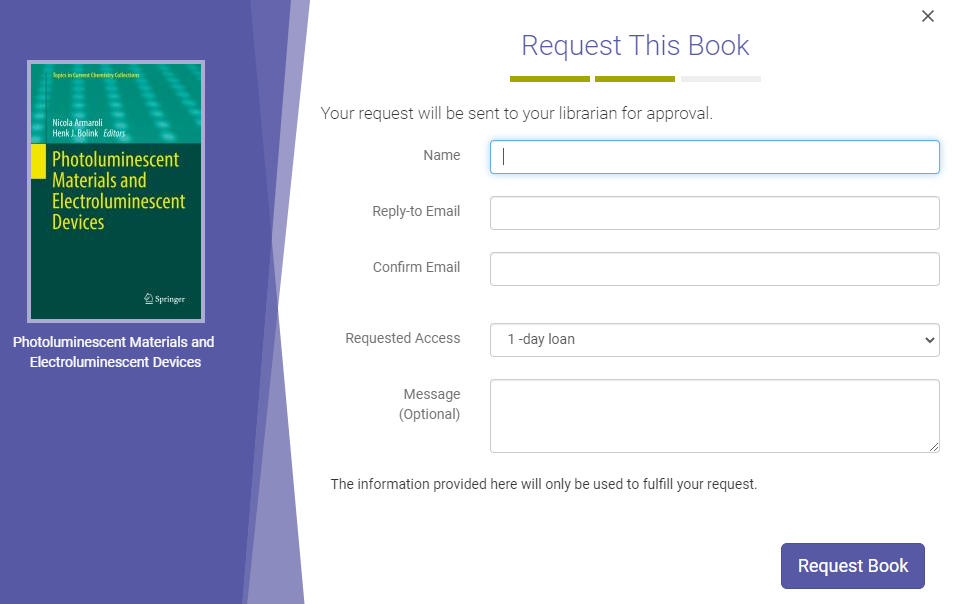 Request This Book
Topics in Current Chemistry Collections
Nicola Armaroli
Henk J. Bolink Editors
Photoluminescent
Materials and
Electroluminescent
Devices
Springer
Photoluminescent Materials and
Electroluminescent Devices
Your request will be sent to your librarian for approval.
Name
Reply-to Email
Confirm Email
Requested Access
1 -day loan
Message
(Optional)
The information provided here will only be used to fulfill your request.
Request Book